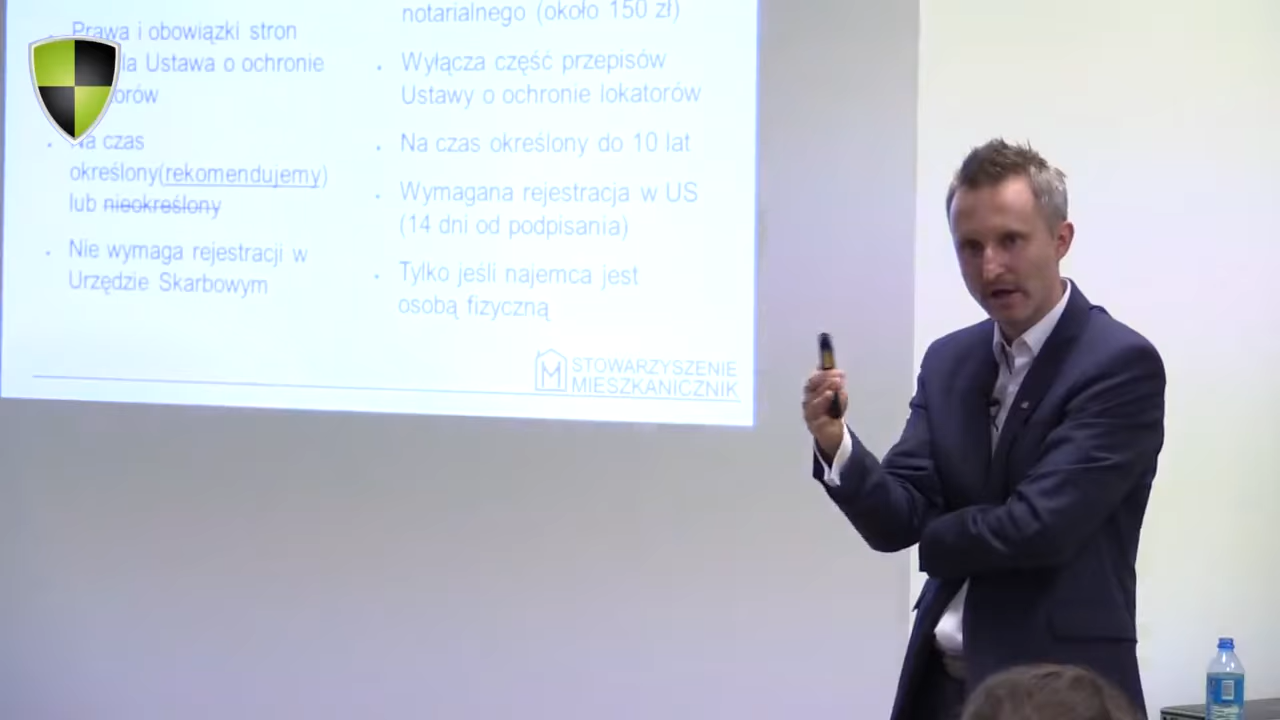 Prawa i obowiązki stron
Ustawa o ochronie
Na czas
określony(rekomendujemy)
lub nieokreślony
Nie wymaga rejestracji w
Urzędzie Skarbowym
notarialnego (około 150 zł)
Wyłącza część przepisów
Ustawy o ochronie lokatorów
Na czas określony do 10 lat
Wymagana rejestracja w US
(14 dni od podpisania)
Tylko jeśli najemca jest
osobą fizyczną
STOWARZYSZENIE
MIESZKANICZNIK